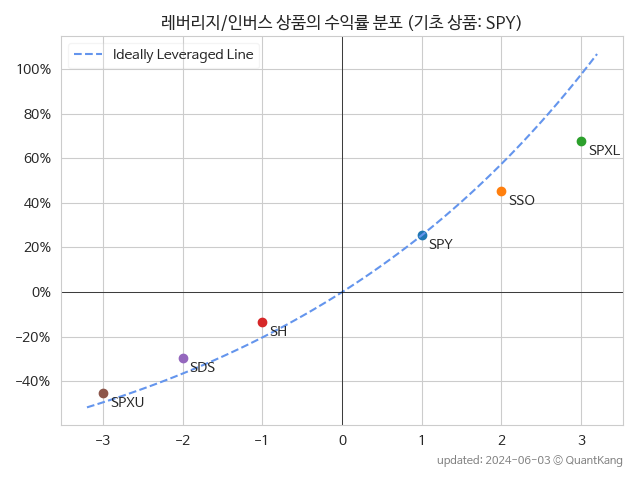 레버리지/인버스 상품의 수익률 분포 (기초 상품: SPY)
Ideally Leveraged Line
100%
80%
60%
40%
20%
0%
−20%
−40%
SPXL
SSO
SPY
SH
SDS
SPXU
−3 −2 −1 0 1 2 3
updated: 2024-06-03 © QuantKang